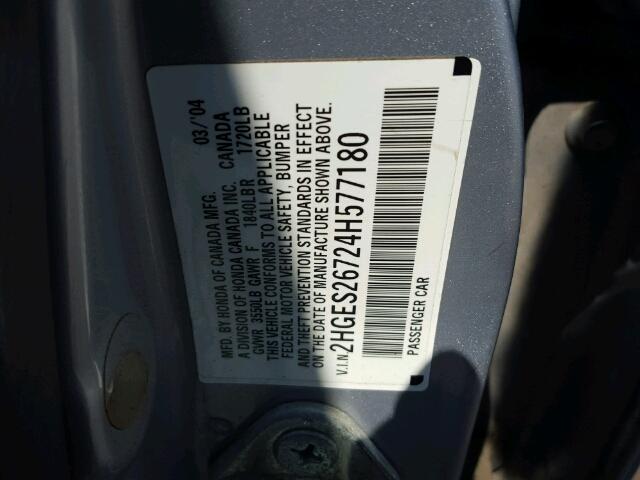 MFD. BY HONDA OF CANADA MFG. 03/'04
A DIVISION OF HONDA CANADA INC. CANADA
GVWR 3550LB GAWR F 1840LBR 1720LB
THIS VEHICLE CONFORMS TO ALL APPLICABLE
FEDERAL MOTOR VEHICLE SAFETY, BUMPER
AND THEFT PREVENTION STANDARDS IN EFFECT
ON THE DATE OF MANUFACTURE SHOWN ABOVE.
V.I.N. 2HGES26724H577180
PASSENGER CAR